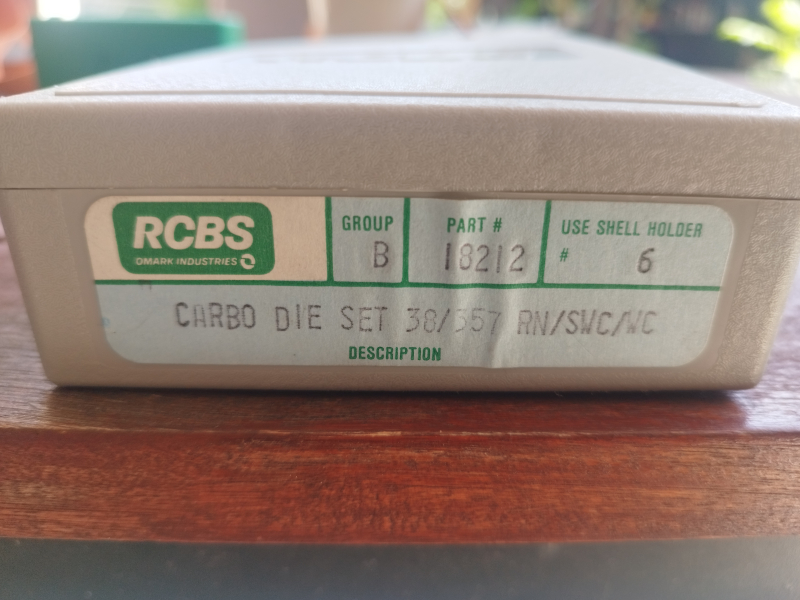 RCBS
OMARK INDUSTRIES
GROUP
B
PART #
18212
USE SHELL HOLDER
# 6
CARBO DIE SET 38/357 RN/SWC/WC
DESCRIPTION